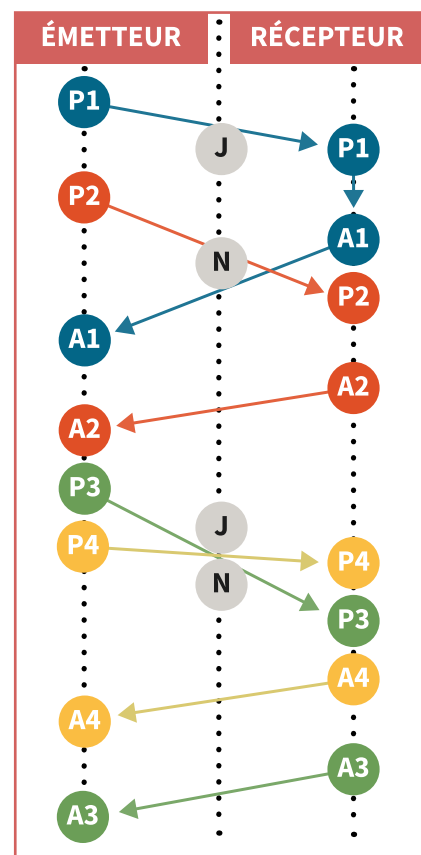 ÉMETTEUR RÉCEPTEUR
P1
J P1
P2
A1
N
P2
A1
A2
A2
P3
J
P4 P4
N
P3
A4
A4
A3
A3